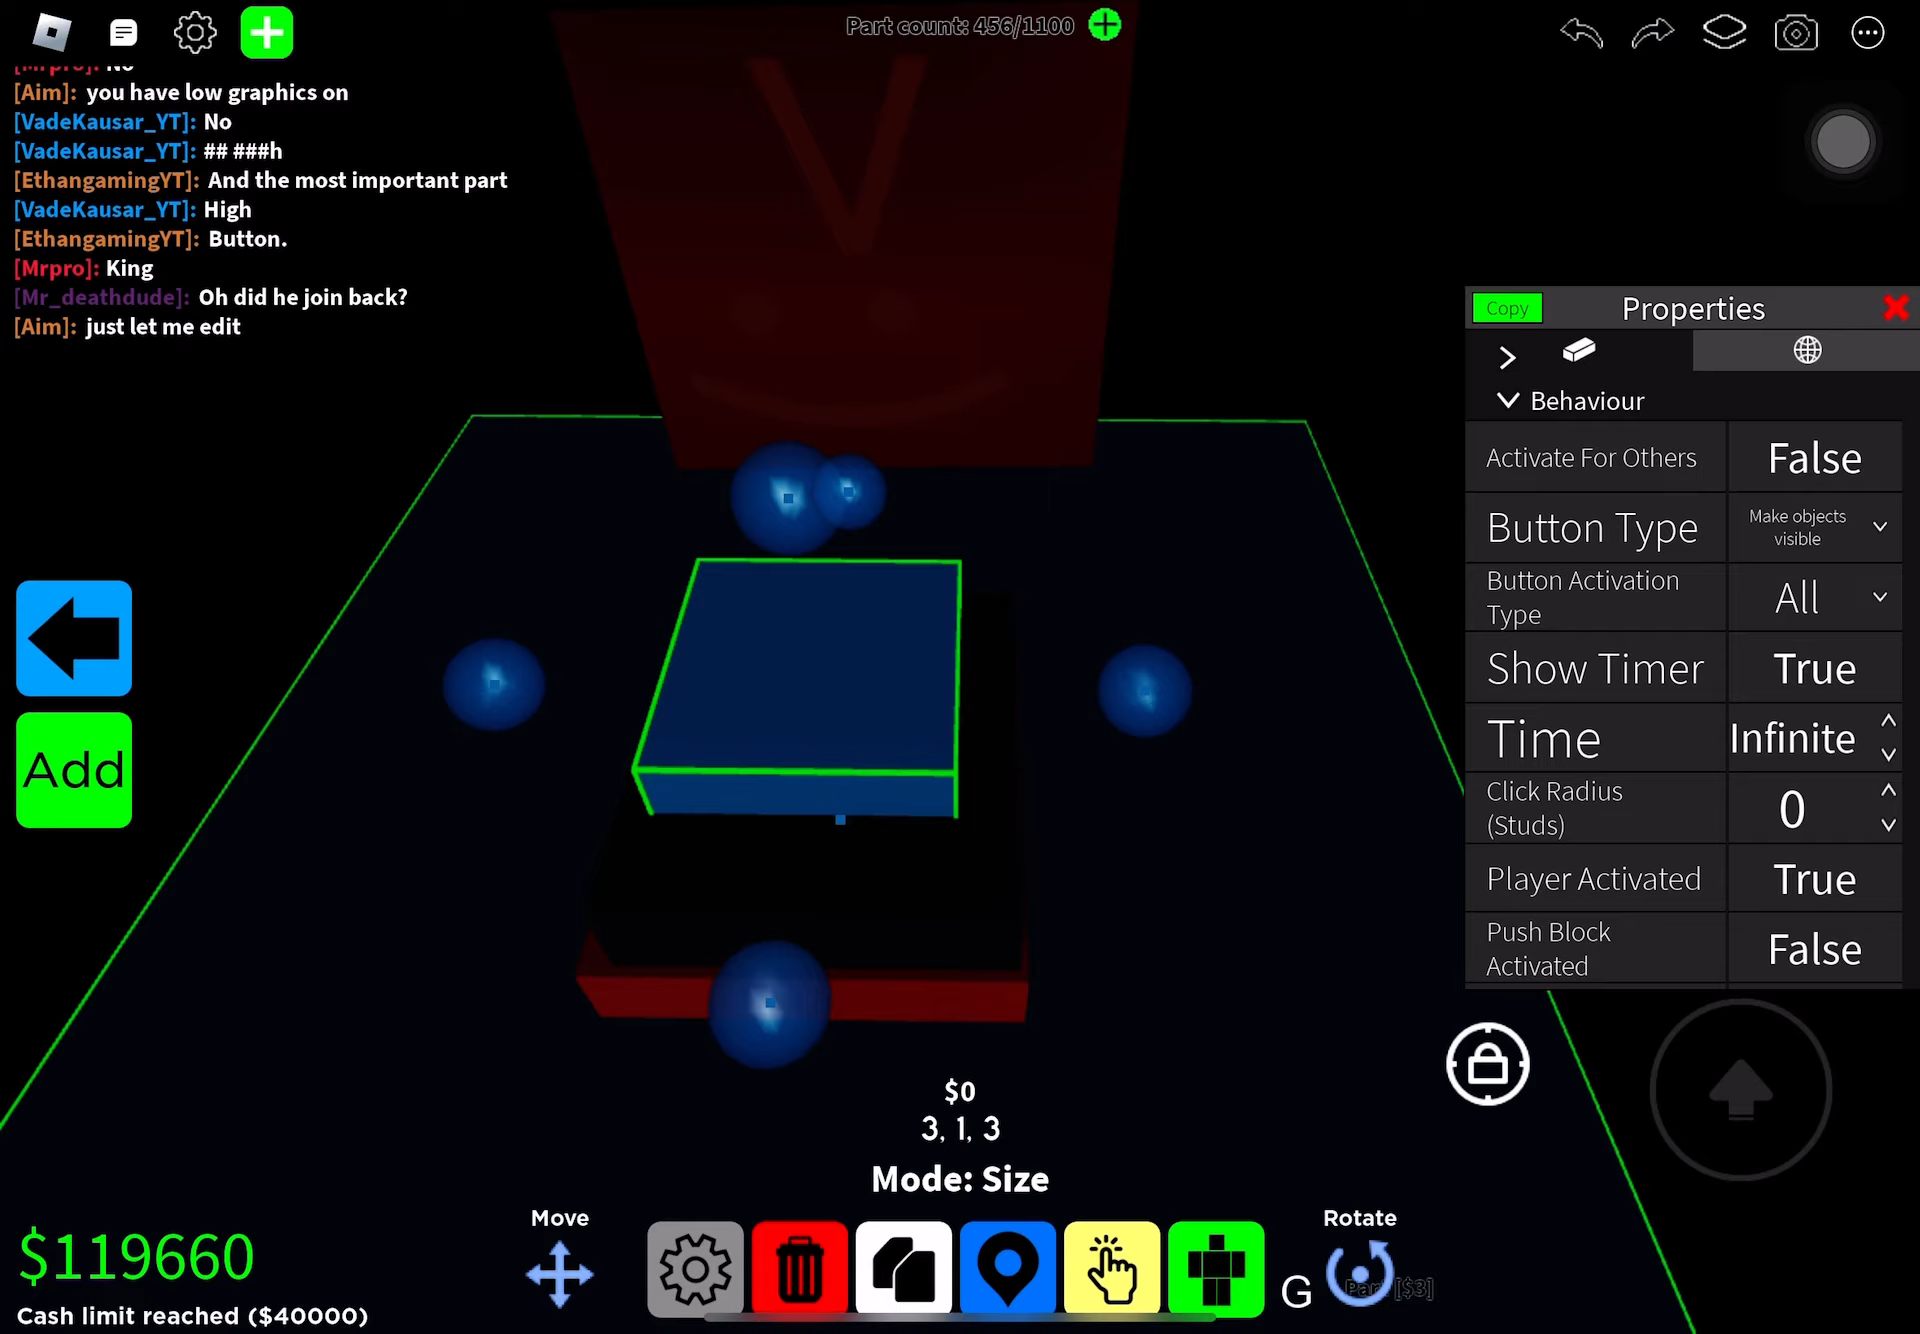 Part count: 456/1100
[Mrpro]: No
[Aim]: you have low graphics on
[VadeKausar_YT]: No
[VadeKausar_YT]: ## ###h
[EthangamingYT]: And the most important part
[VadeKausar_YT]: High
[EthangamingYT]: Button.
[Mrpro]: King
[Mr_deathdude]: Oh did he join back?
[Aim]: just let me edit
Copy
Properties
Behaviour
Activate For Others
False
Button Type
Make objects
visible
Button Activation
Type
All
Show Timer
True
Time
Infinite
Click Radius
(Studs)
0
Player Activated
True
Push Block
Activated
False
Add
$0
3, 1, 3
Mode: Size
Move
Rotate
G
Part [$3]
$119660
Cash limit reached ($40000)